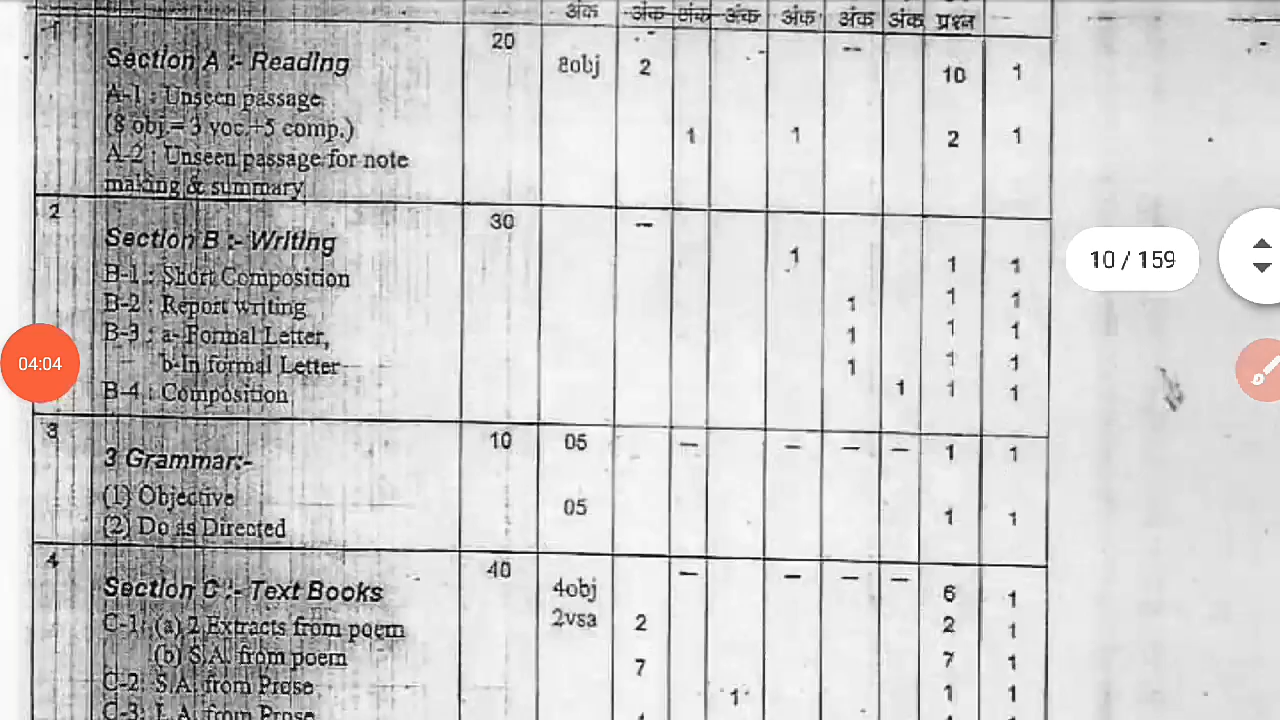 अंक अंक अंक अंक अंक अंक अंक प्रश्न
1 Section A :- Reading 20 8obj 2 10 1
A-1 : Unseen passage
(8 obj.= 3 voc.+5 comp.) 1 1 2 1
A-2 : Unseen passage for note
making & summary
2 Section B :- Writing 30 –
B-1 : Short Composition 1 1 1
B-2 : Report writing 1 1 1
B-3 : a- Formal Letter, 1 1 1
b-In formal Letter 1 1 1
B-4 : Composition 1 1 1
3 3 Grammar:- 10 05 – – – – 1 1
(1) Objective
(2) Do as Directed 05 1 1
4 Section C :- Text Books 40 4obj – – – – 6 1
C-1: (a) 2 Extracts from poem 2vsa 2 2 1
(b) S.A. from poem 7 7 1
C-2: S.A. from Prose 1 1 1
C-3: L.A. from Prose
10 / 159
04:04